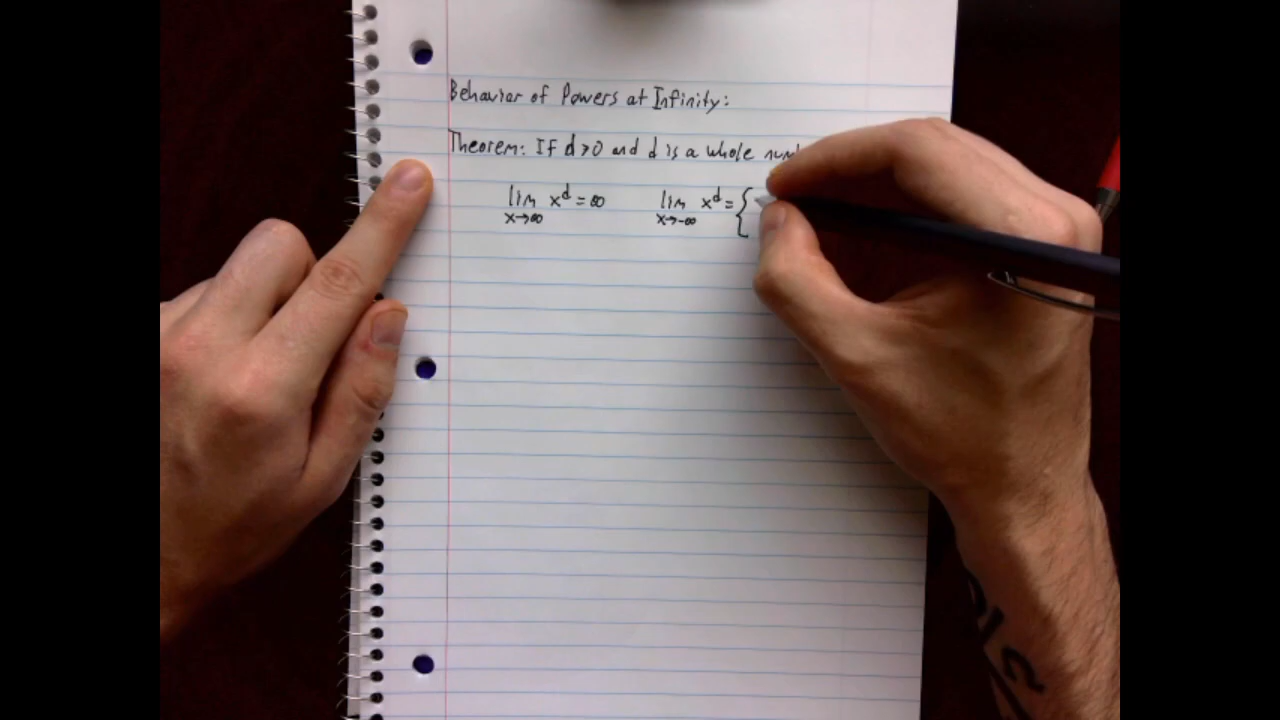 Behavior of Powers at Infinity:
Theorem: If d>0 and d is a whole
lim x^d = ∞ lim x^d = {
x→∞ x→-∞